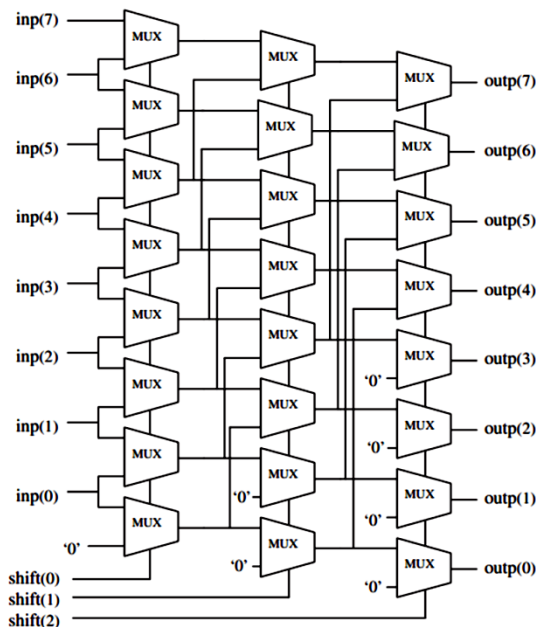 inp(7)
MUX
MUX
MUX
outp(7)
inp(6)
MUX
MUX
MUX
outp(6)
inp(5)
MUX
MUX
MUX
outp(5)
inp(4)
MUX
MUX
MUX
outp(4)
inp(3)
MUX
MUX
MUX
outp(3)
'0'
inp(2)
MUX
MUX
MUX
outp(2)
'0'
inp(1)
MUX
MUX
MUX
outp(1)
'0'
'0'
inp(0)
MUX
MUX
MUX
outp(0)
'0'
'0'
'0'
shift(0)
shift(1)
shift(2)